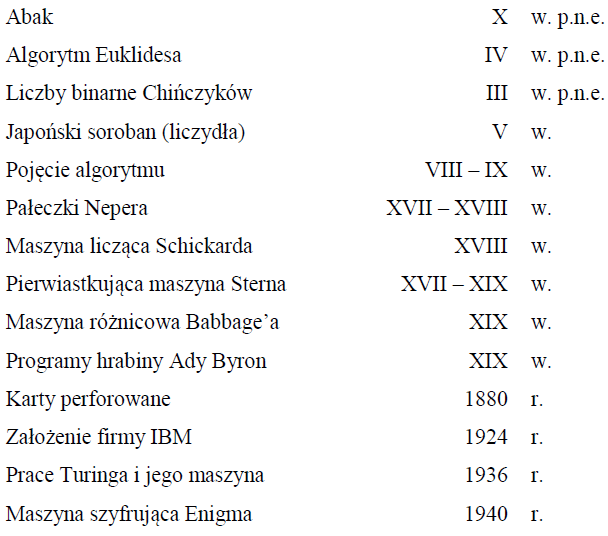 Abak X w. p.n.e.
Algorytm Euklidesa IV w. p.n.e.
Liczby binarne Chińczyków III w. p.n.e.
Japoński soroban (liczydła) V w.
Pojęcie algorytmu VIII – IX w.
Pałeczki Nepera XVII – XVIII w.
Maszyna licząca Schickarda XVIII w.
Pierwiastkująca maszyna Sterna XVII – XIX w.
Maszyna różnicowa Babbage’a XIX w.
Programy hrabiny Ady Byron XIX w.
Karty perforowane 1880 r.
Założenie firmy IBM 1924 r.
Prace Turinga i jego maszyna 1936 r.
Maszyna szyfrująca Enigma 1940 r.